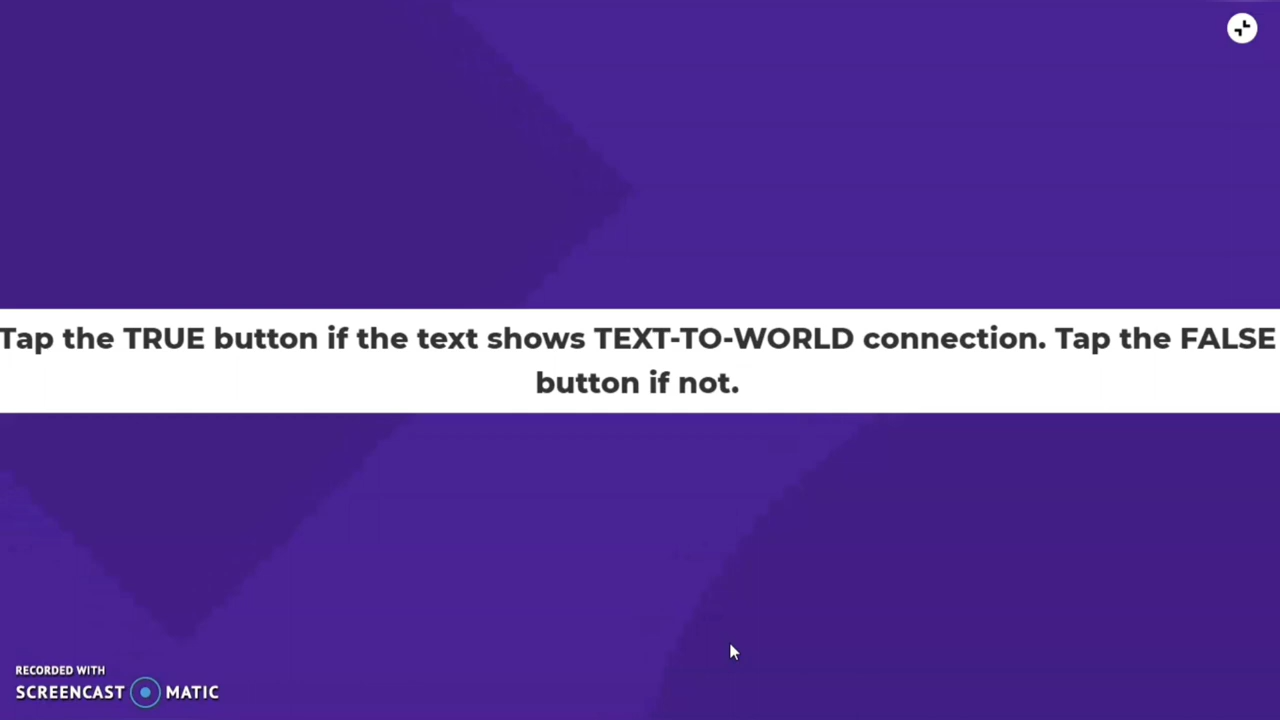 Tap the TRUE button if the text shows TEXT-TO-WORLD connection. Tap the FALSE
button if not.
RECORDED WITH
SCREENCAST MATIC